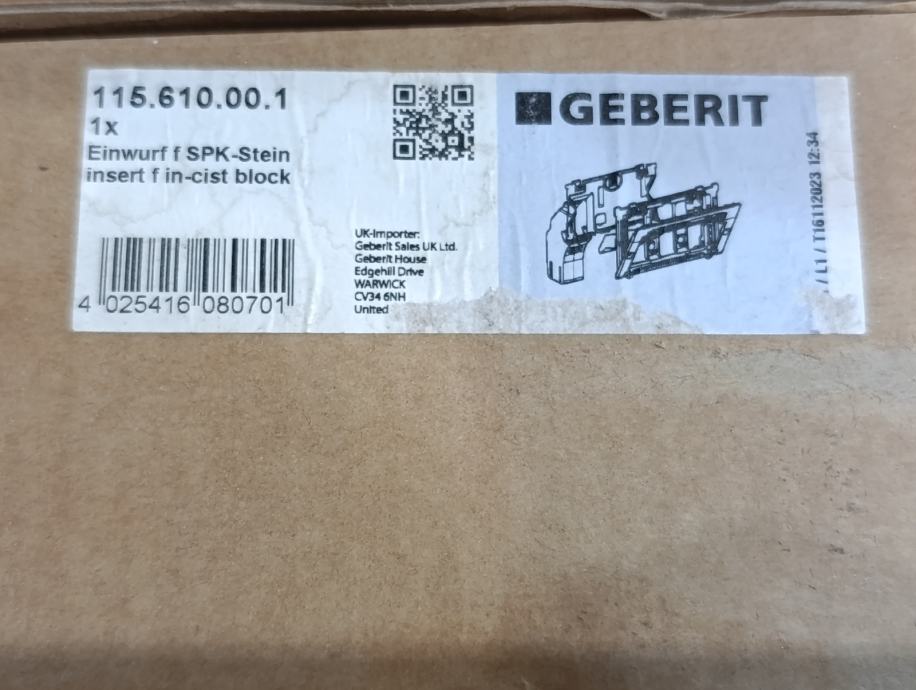 115.610.00.1
1x
Einwurf f SPK-Stein
insert f in-cist block
4 025416 080701
UK-Importer:
Geberit Sales UK Ltd.
Geberit House
Edgehill Drive
WARWICK
CV34 6NH
United
GEBERIT
/ L1 / T16112023 12:34